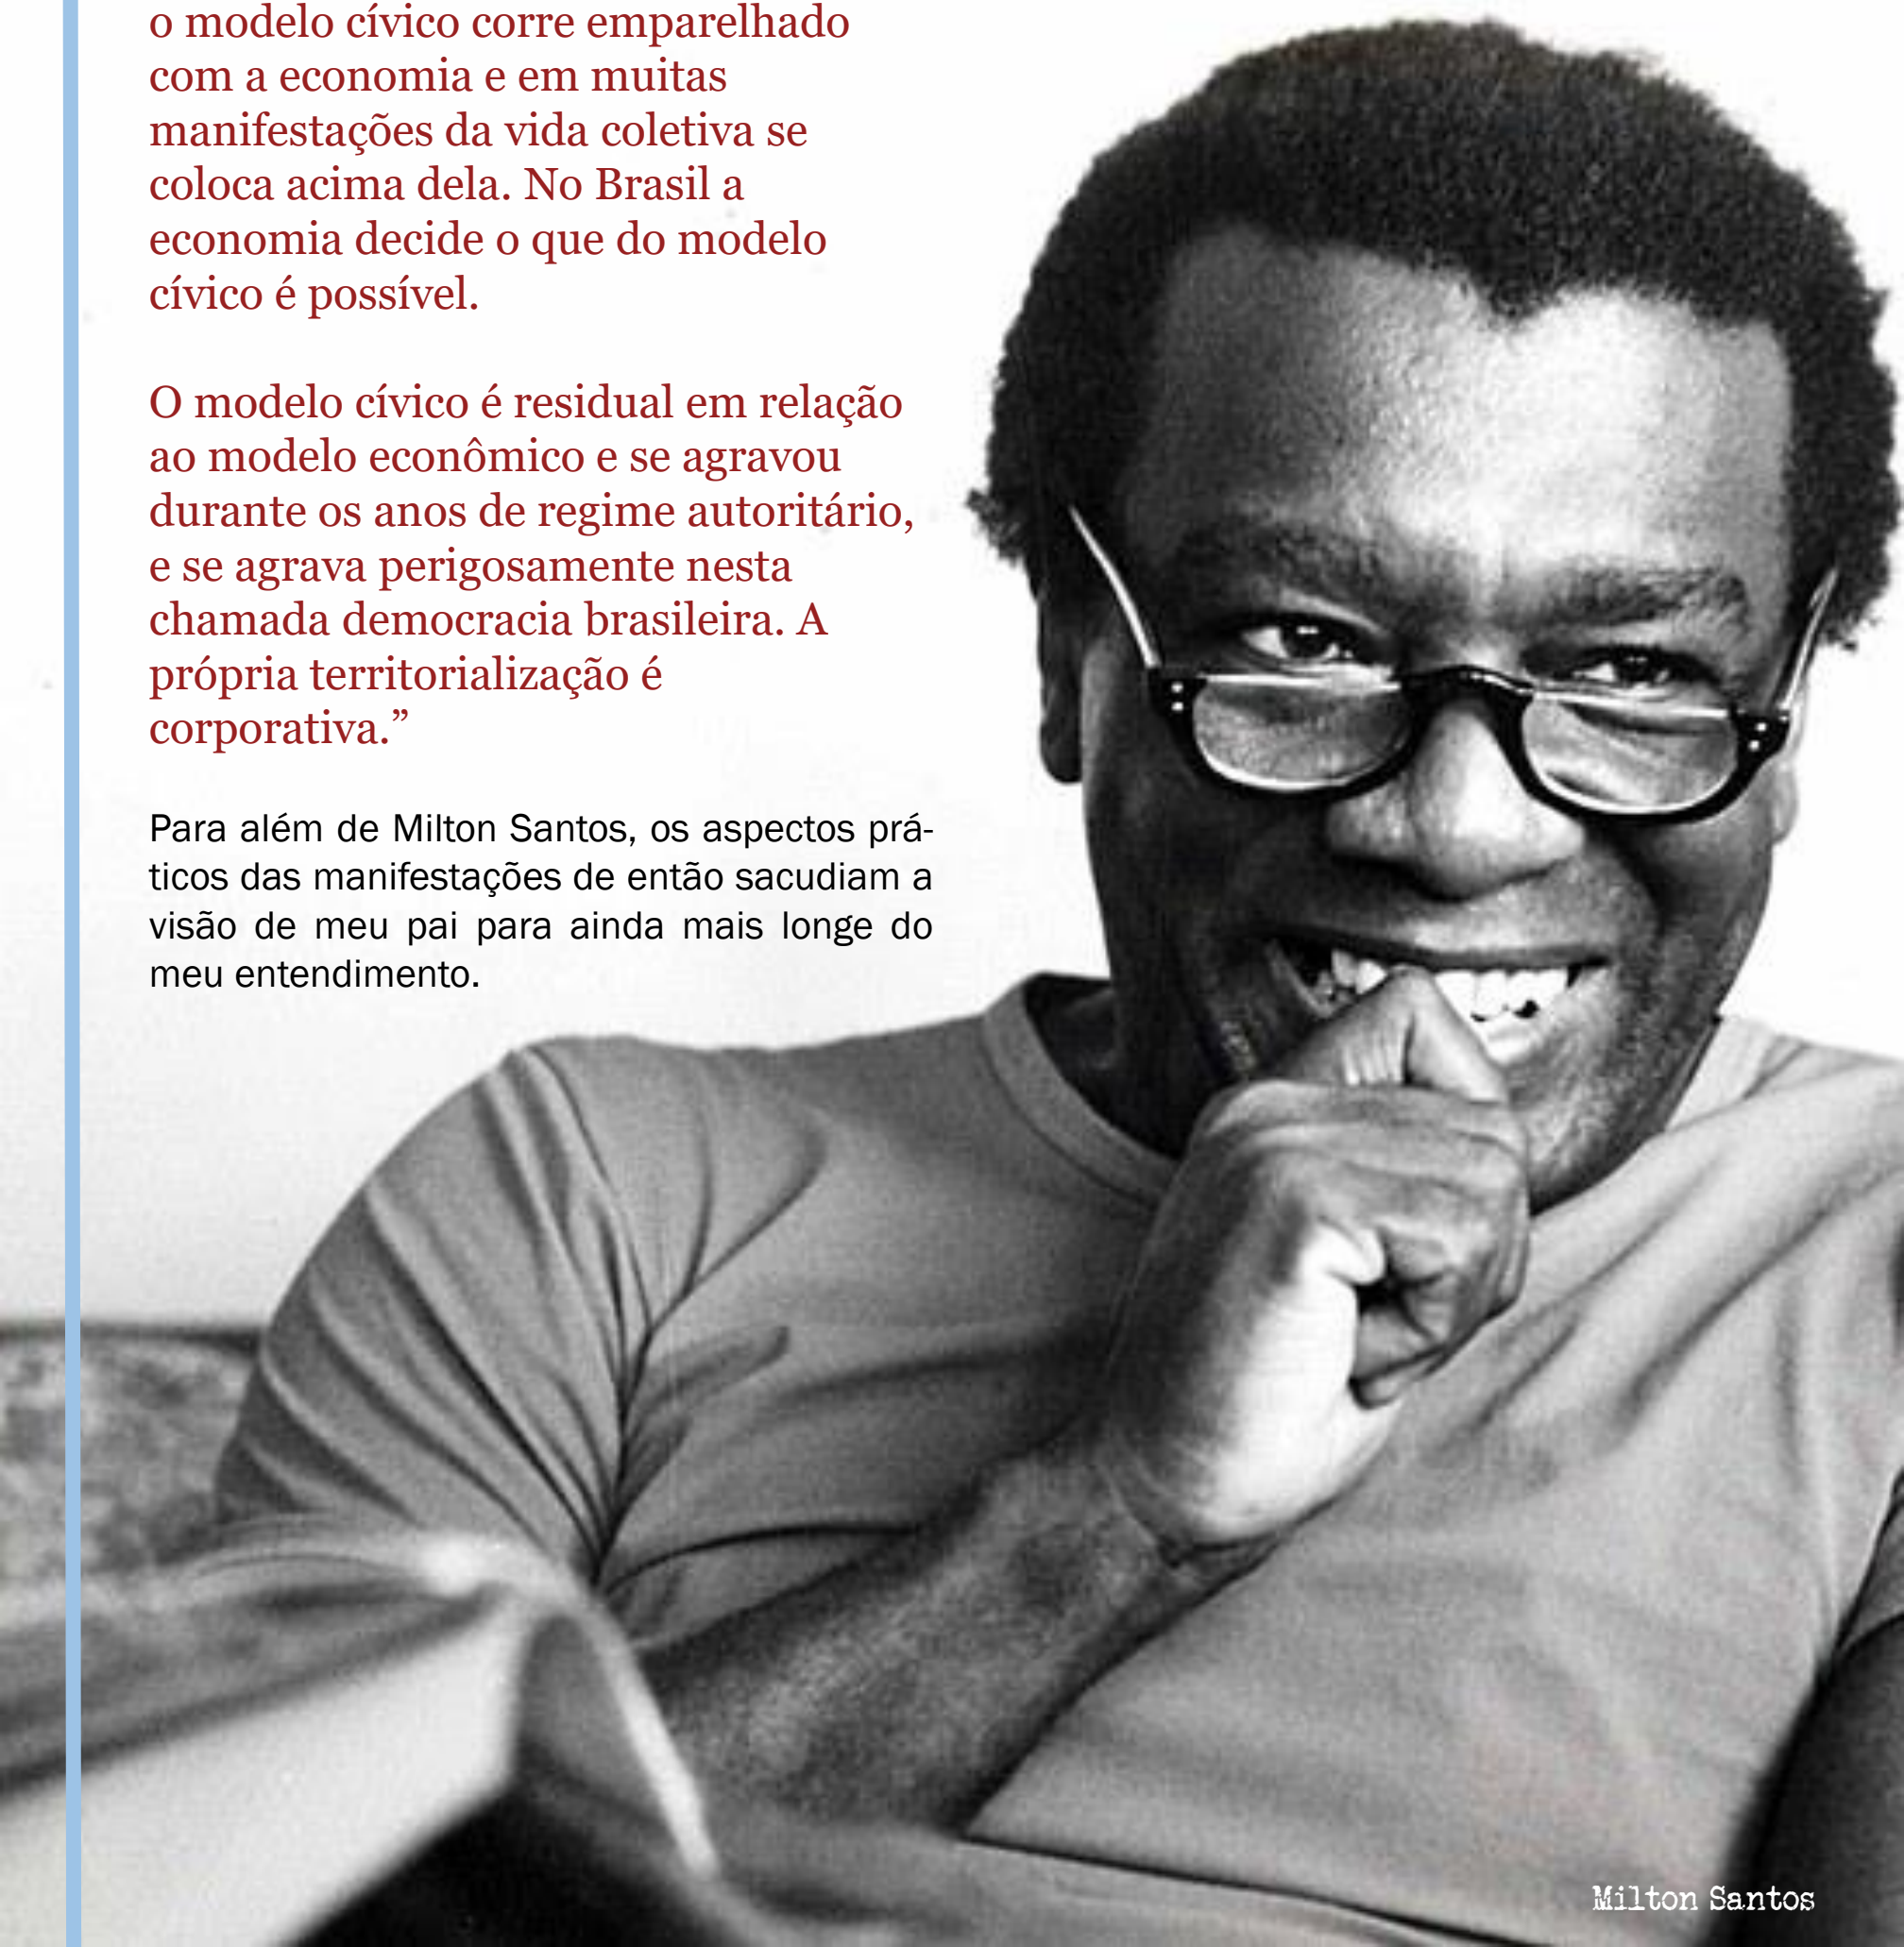 o modelo cívico corre emparelhado
com a economia e em muitas
manifestações da vida coletiva se
coloca acima dela. No Brasil a
economia decide o que do modelo
cívico é possível.
O modelo cívico é residual em relação
ao modelo econômico e se agravou
durante os anos de regime autoritário,
e se agrava perigosamente nesta
chamada democracia brasileira. A
própria territorialização é
corporativa.”
Para além de Milton Santos, os aspectos prá-
ticos das manifestações de então sacudiam a
visão de meu pai para ainda mais longe do
meu entendimento.
Milton Santos